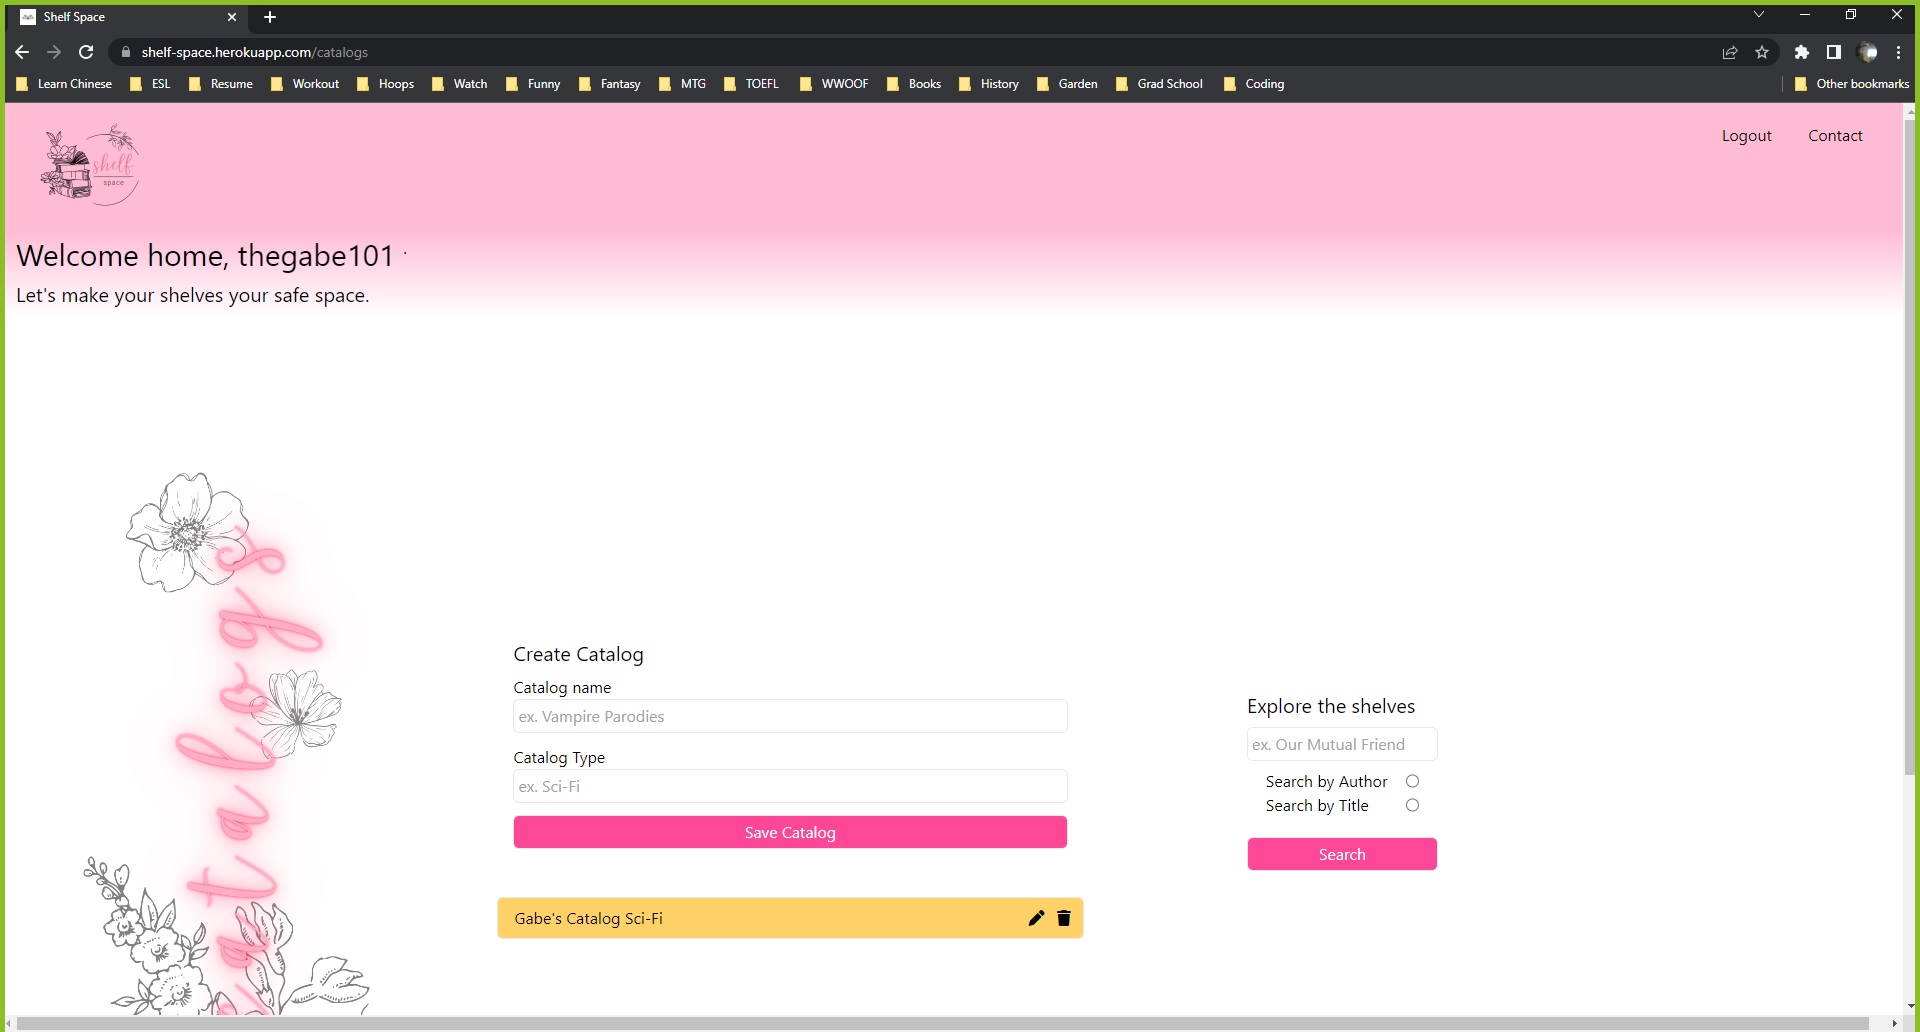 Shelf Space
shelf-space.herokuapp.com/catalogs
Learn Chinese ESL Resume Workout Hoops Watch Funny Fantasy MTG TOEFL WWOOF Books History Garden Grad School Coding Other bookmarks
shelf
space
Logout Contact
Welcome home, thegabe101
Let's make your shelves your safe space.
catalogs
Create Catalog
Catalog name
ex. Vampire Parodies
Catalog Type
ex. Sci-Fi
Save Catalog
Gabe's Catalog Sci-Fi
Explore the shelves
ex. Our Mutual Friend
Search by Author
Search by Title
Search